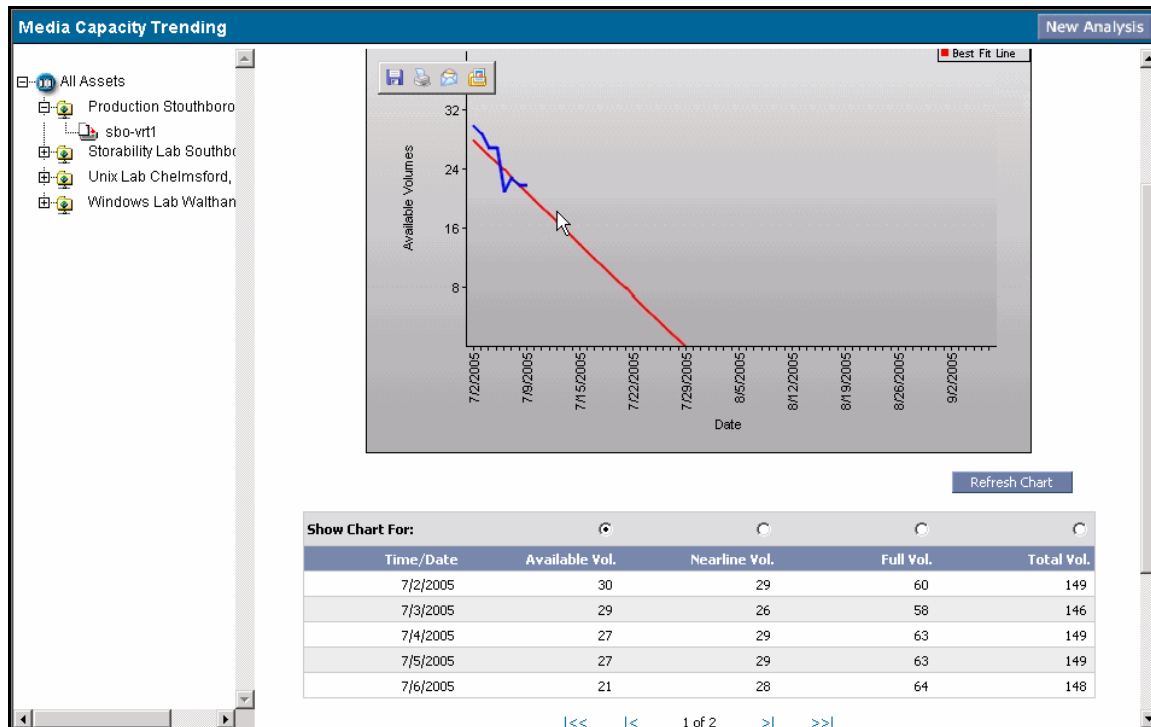 Media Capacity Trending
New Analysis
All Assets
Production Stouthboro
sbo-vrt1
Storability Lab Southbo
Unix Lab Chelmsford,
Windows Lab Walthan
Best Fit Line
32
24
16
8
Available Volumes
7/2/2005
7/9/2005
7/15/2005
7/22/2005
7/29/2005
8/5/2005
8/12/2005
8/19/2005
8/26/2005
9/2/2005
Date
Refresh Chart
Show Chart For:
Time/Date Available Vol. Nearline Vol. Full Vol. Total Vol.
7/2/2005 30 29 60 149
7/3/2005 29 26 58 146
7/4/2005 27 29 63 149
7/5/2005 27 29 63 149
7/6/2005 21 28 64 148
|<< |< 1 of 2 >| >>|